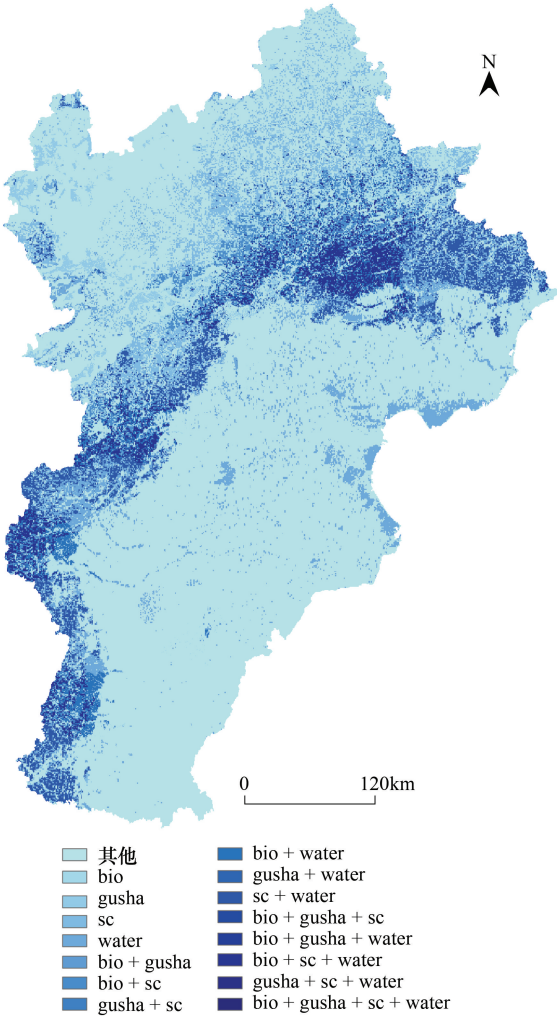 N
0 120km
其他
bio
gusha
sc
water
bio + gusha
bio + sc
gusha + sc
bio + water
gusha + water
sc + water
bio + gusha + sc
bio + gusha + water
bio + sc + water
gusha + sc + water
bio + gusha + sc + water